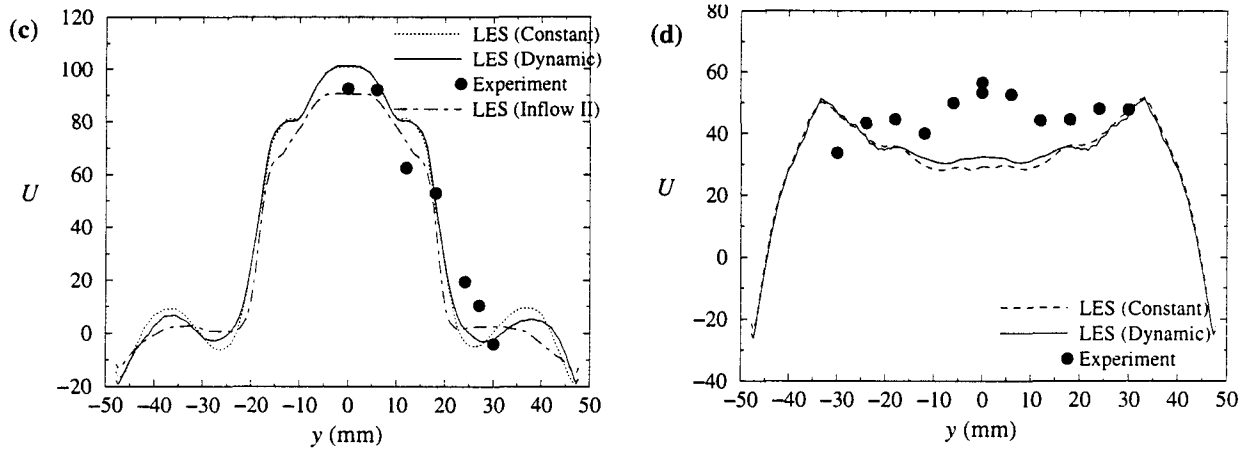 (c)
120
100
80
60
40
20
0
−20
U
LES (Constant)
LES (Dynamic)
Experiment
LES (Inflow II)
−50 −40 −30 −20 −10 0 10 20 30 40 50
y (mm)
(d)
80
60
40
20
0
−20
−40
U
LES (Constant)
LES (Dynamic)
Experiment
−50 −40 −30 −20 −10 0 10 20 30 40 50
y (mm)